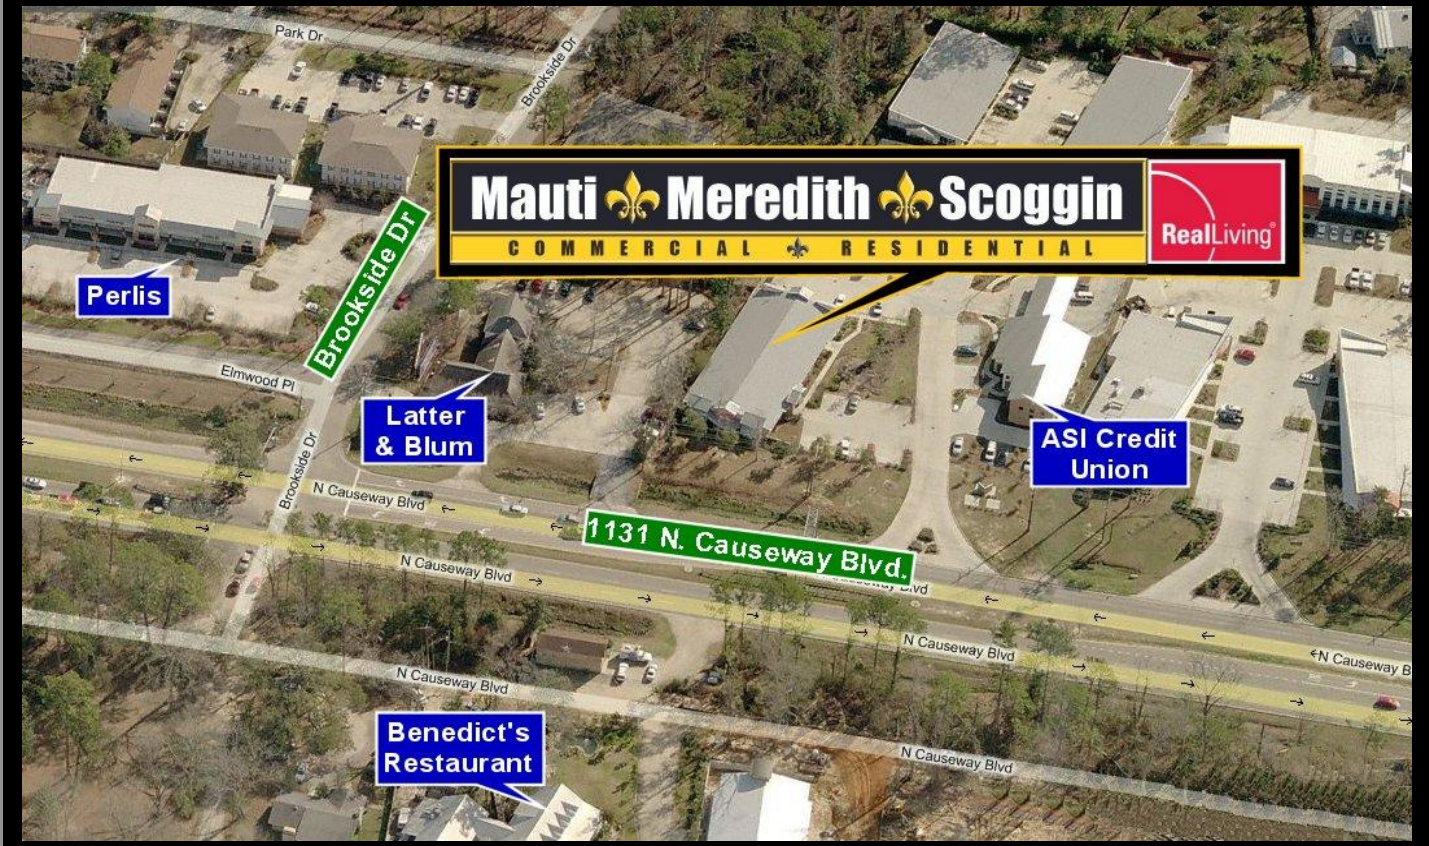 Park Dr
Brookside Dr
Mauti Meredith Scoggin
COMMERCIAL RESIDENTIAL
RealLiving®
Brookside Dr
Perlis
Elmwood Pl
Latter
& Blum
ASI Credit
Union
Brookside Dr
N Causeway Blvd
1131 N. Causeway Blvd.
N Causeway Blvd
N Causeway Blvd
N Causeway B
N Causeway Blvd
Benedict's
Restaurant
N Causeway Blvd